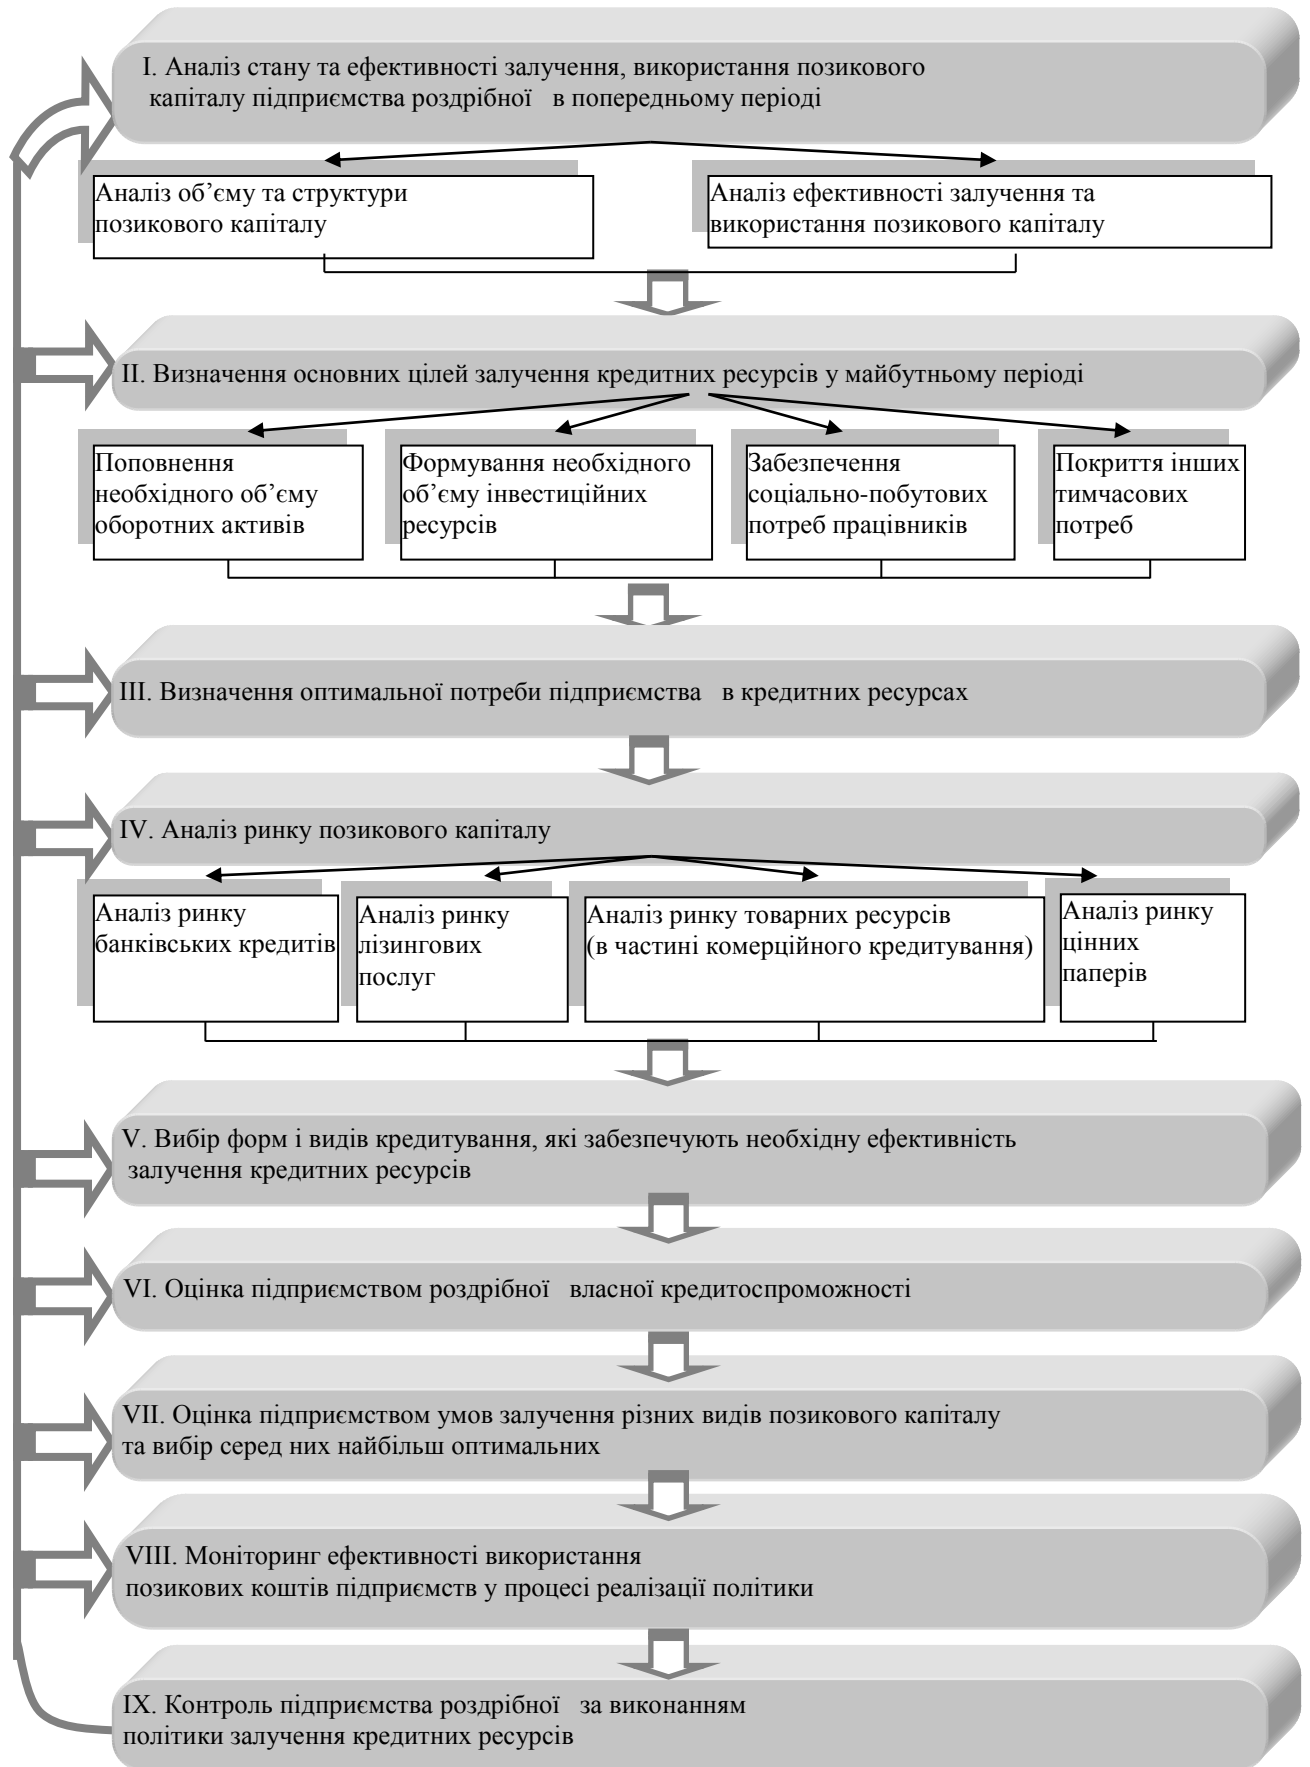 I. Аналіз стану та ефективності залучення, використання позикового
капіталу підприємства роздрібної в попередньому періоді
Аналіз об’єму та структури
позикового капіталу
Аналіз ефективності залучення та
використання позикового капіталу
II. Визначення основних цілей залучення кредитних ресурсів у майбутньому періоді
Поповнення
необхідного об’єму
оборотних активів
Формування необхідного
об’єму інвестиційних
ресурсів
Забезпечення
соціально-побутових
потреб працівників
Покриття інших
тимчасових
потреб
III. Визначення оптимальної потреби підприємства в кредитних ресурсах
IV. Аналіз ринку позикового капіталу
Аналіз ринку
банківських кредитів
Аналіз ринку
лізингових
послуг
Аналіз ринку товарних ресурсів
(в частині комерційного кредитування)
Аналіз ринку
цінних
паперів
V. Вибір форм і видів кредитування, які забезпечують необхідну ефективність
залучення кредитних ресурсів
VI. Оцінка підприємством роздрібної власної кредитоспроможності
VII. Оцінка підприємством умов залучення різних видів позикового капіталу
та вибір серед них найбільш оптимальних
VIII. Моніторинг ефективності використання
позикових коштів підприємств у процесі реалізації політики
IX. Контроль підприємства роздрібної за виконанням
політики залучення кредитних ресурсів